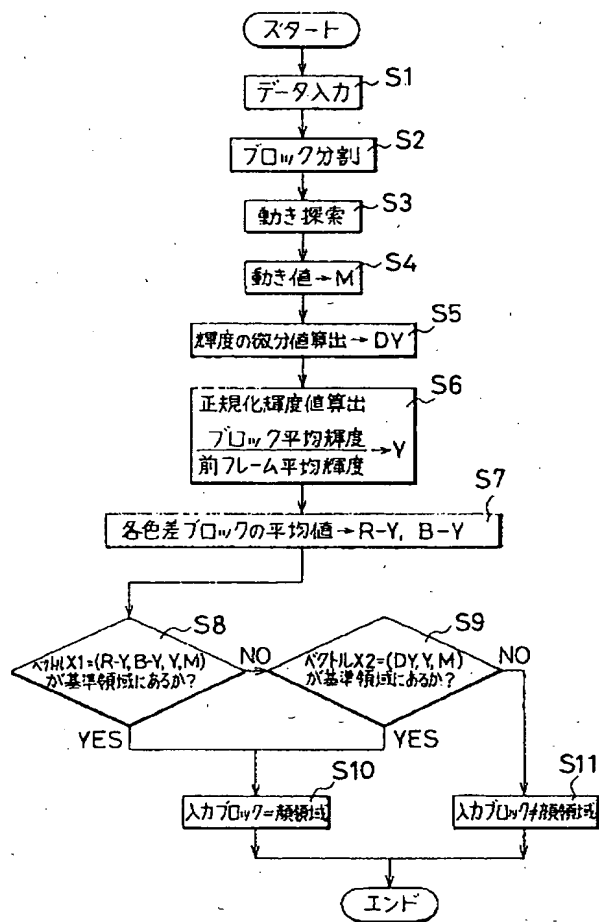 スタート
S1
データ入力
S2
ブロック分割
S3
動き探索
S4
動き値→M
S5
輝度の微分値算出→DY
S6
正規化輝度値算出
ブロック平均輝度
前フレーム平均輝度
→Y
S7
各色差ブロックの平均値→R-Y, B-Y
S8
ベクトルX1=(R-Y, B-Y, Y, M)
が基準領域にあるか?
NO
YES
S9
ベクトルX2=(DY, Y, M)
が基準領域にあるか?
NO
YES
S10
入力ブロック=顔領域
S11
入力ブロック≠顔領域
エンド